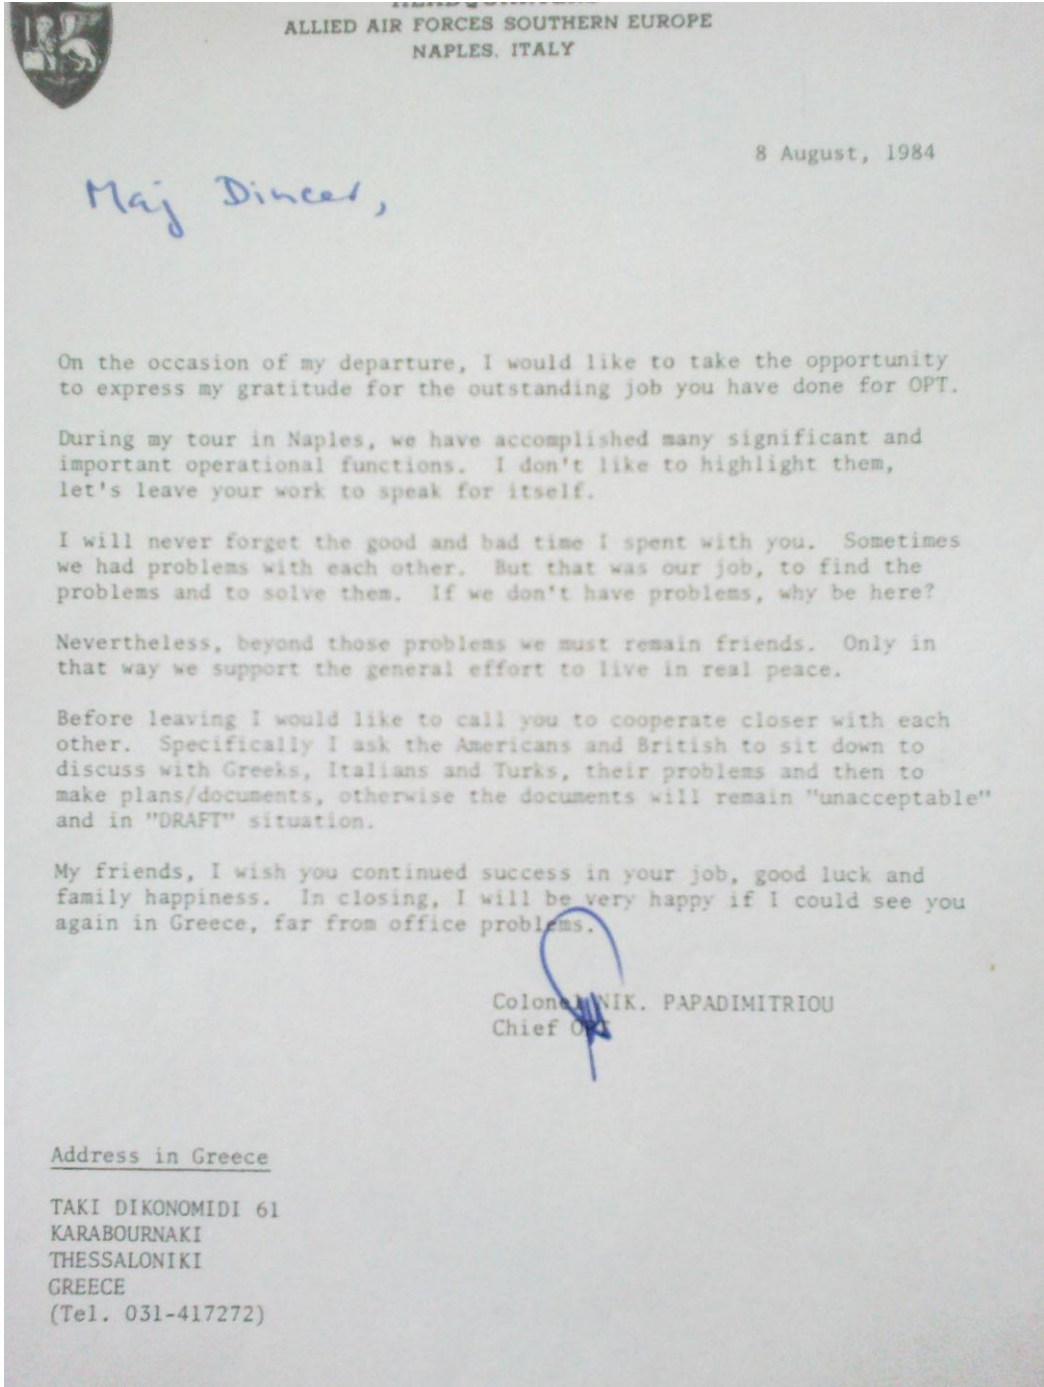 HEADQUARTERS
ALLIED AIR FORCES SOUTHERN EUROPE
NAPLES, ITALY
8 August, 1984
Maj Dincer,
On the occasion of my departure, I would like to take the opportunity
to express my gratitude for the outstanding job you have done for OPT.
During my tour in Naples, we have accomplished many significant and
important operational functions. I don't like to highlight them,
let's leave your work to speak for itself.
I will never forget the good and bad time I spent with you. Sometimes
we had problems with each other. But that was our job, to find the
problems and to solve them. If we don't have problems, why be here?
Nevertheless, beyond those problems we must remain friends. Only in
that way we support the general effort to live in real peace.
Before leaving I would like to call you to cooperate closer with each
other. Specifically I ask the Americans and British to sit down to
discuss with Greeks, Italians and Turks, their problems and then to
make plans/documents, otherwise the documents will remain "unacceptable"
and in "DRAFT" situation.
My friends, I wish you continued success in your job, good luck and
family happiness. In closing, I will be very happy if I could see you
again in Greece, far from office problems.
Colonel NIK. PAPADIMITRIOU
Chief OPT
Address in Greece
TAKI DIKONOMIDI 61
KARABOURNAKI
THESSALONIKI
GREECE
(Tel. 031-417272)